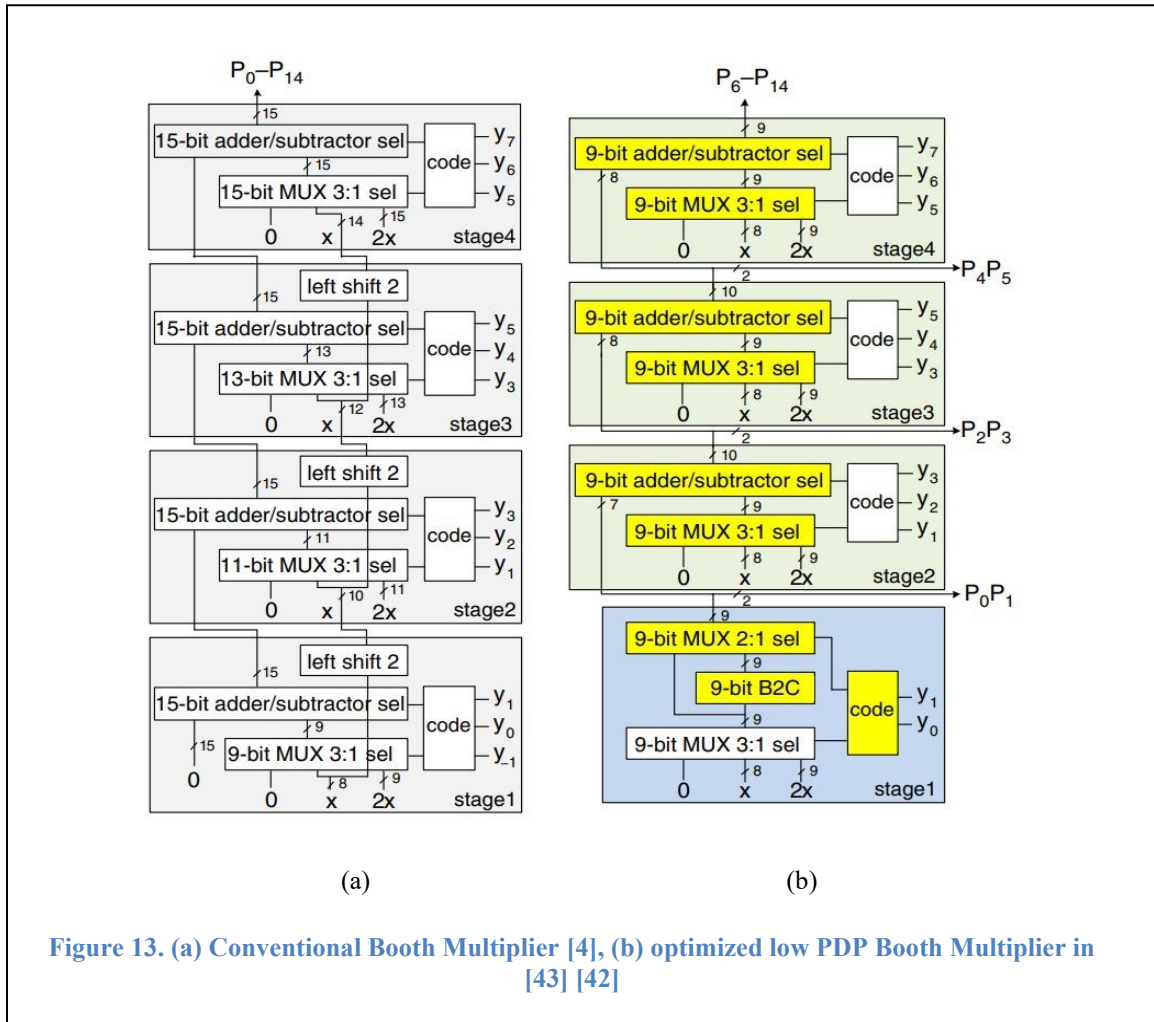 P0–P14
15
15-bit adder/subtractor sel
15
15-bit MUX 3:1 sel
14
15
0 x 2x
code
y7
y6
y5
stage4
left shift 2
15
15-bit adder/subtractor sel
13
13-bit MUX 3:1 sel
12
13
0 x 2x
code
y5
y4
y3
stage3
left shift 2
15
15-bit adder/subtractor sel
11
11-bit MUX 3:1 sel
10
11
0 x 2x
code
y3
y2
y1
stage2
left shift 2
15
15-bit adder/subtractor sel
15
0
9
9-bit MUX 3:1 sel
8
9
0 x 2x
code
y1
y0
y–1
stage1
(a)
P6–P14
9
9-bit adder/subtractor sel
8
9
9-bit MUX 3:1 sel
8
9
0 x 2x
code
y7
y6
y5
stage4
2
P4P5
10
9-bit adder/subtractor sel
8
9
9-bit MUX 3:1 sel
8
9
0 x 2x
code
y5
y4
y3
stage3
2
P2P3
10
9-bit adder/subtractor sel
7
9
9-bit MUX 3:1 sel
8
9
0 x 2x
code
y3
y2
y1
stage2
2
P0P1
9
9-bit MUX 2:1 sel
9
9-bit B2C
9
9-bit MUX 3:1 sel
8
9
0 x 2x
code
y1
y0
stage1
(b)
Figure 13. (a) Conventional Booth Multiplier [4], (b) optimized low PDP Booth Multiplier in
[43] [42]